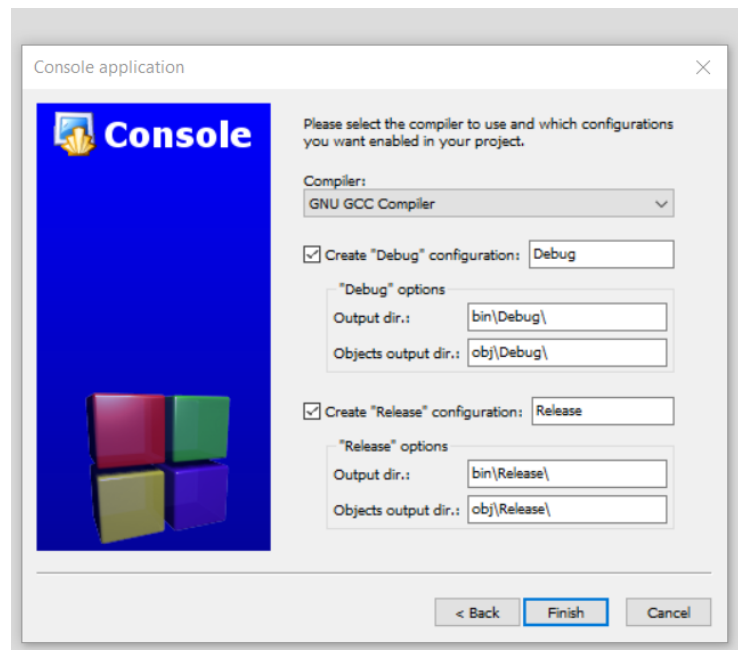 Console application
Console
Please select the compiler to use and which configurations
you want enabled in your project.
Compiler:
GNU GCC Compiler
Create "Debug" configuration: Debug
"Debug" options
Output dir.: bin\Debug\
Objects output dir.: obj\Debug\
Create "Release" configuration: Release
"Release" options
Output dir.: bin\Release\
Objects output dir.: obj\Release\
< Back Finish Cancel